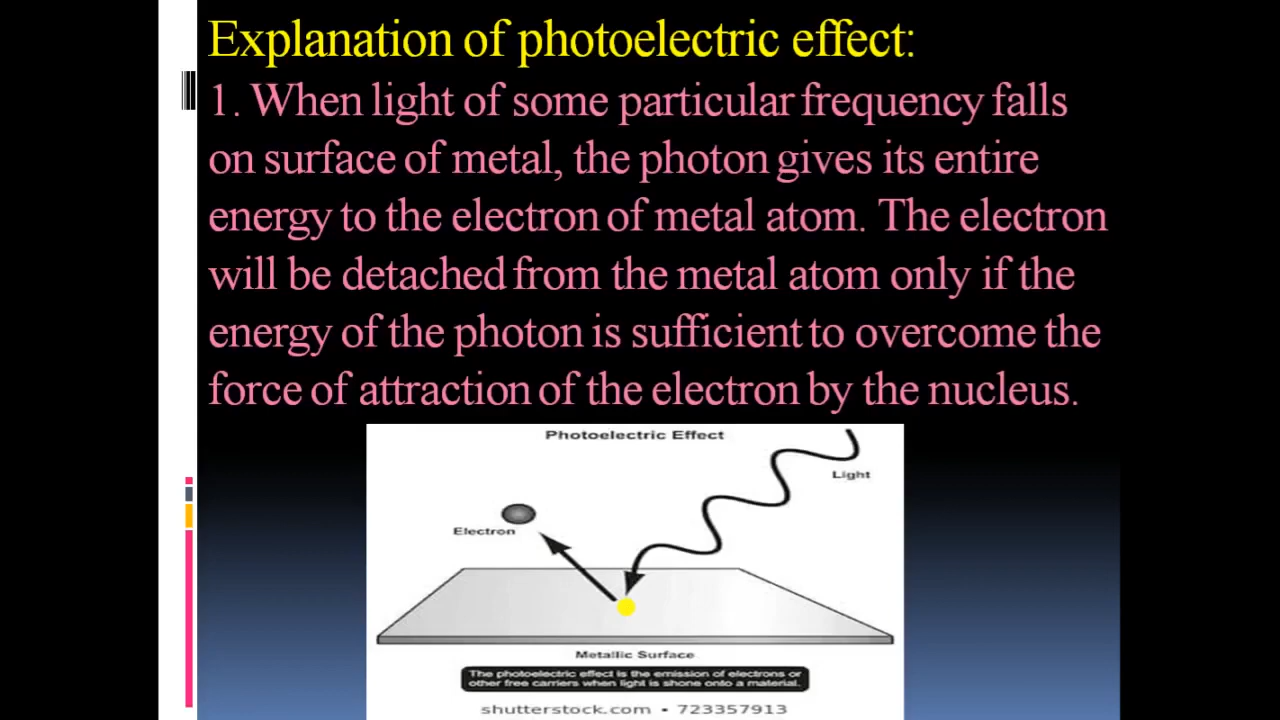 Explanation of photoelectric effect:
1. When light of some particular frequency falls
on surface of metal, the photon gives its entire
energy to the electron of metal atom. The electron
will be detached from the metal atom only if the
energy of the photon is sufficient to overcome the
force of attraction of the electron by the nucleus.
Photoelectric Effect
Light
Electron
Metallic Surface
The photoelectric effect is the emission of electrons or
other free carriers when light is shone onto a material.
shutterstock.com • 723357913